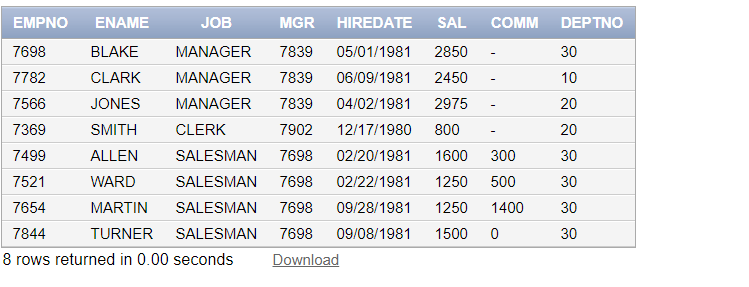 EMPNO ENAME JOB MGR HIREDATE SAL COMM DEPTNO
7698 BLAKE MANAGER 7839 05/01/1981 2850 - 30
7782 CLARK MANAGER 7839 06/09/1981 2450 - 10
7566 JONES MANAGER 7839 04/02/1981 2975 - 20
7369 SMITH CLERK 7902 12/17/1980 800 - 20
7499 ALLEN SALESMAN 7698 02/20/1981 1600 300 30
7521 WARD SALESMAN 7698 02/22/1981 1250 500 30
7654 MARTIN SALESMAN 7698 09/28/1981 1250 1400 30
7844 TURNER SALESMAN 7698 09/08/1981 1500 0 30
8 rows returned in 0.00 seconds Download